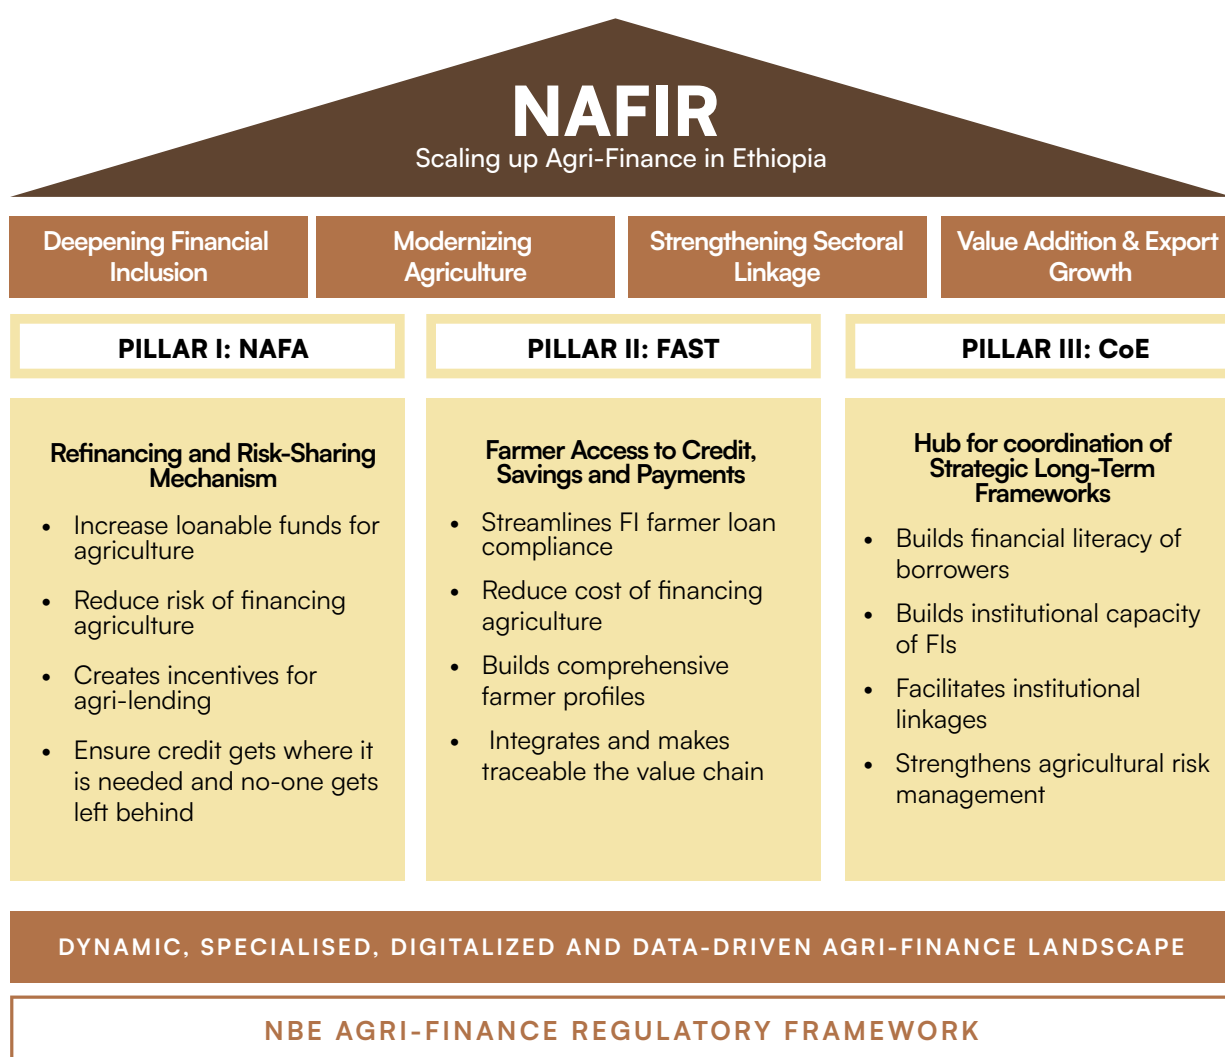 NAFIR
Scaling up Agri-Finance in Ethiopia
Deepening Financial
Inclusion
Modernizing
Agriculture
Strengthening Sectoral
Linkage
Value Addition & Export
Growth
PILLAR I: NAFA
Refinancing and Risk-Sharing
Mechanism
• Increase loanable funds for
agriculture
• Reduce risk of financing
agriculture
• Creates incentives for
agri-lending
• Ensure credit gets where it
is needed and no-one gets
left behind
PILLAR II: FAST
Farmer Access to Credit,
Savings and Payments
• Streamlines FI farmer loan
compliance
• Reduce cost of financing
agriculture
• Builds comprehensive
farmer profiles
• Integrates and makes
traceable the value chain
PILLAR III: CoE
Hub for coordination of
Strategic Long-Term
Frameworks
• Builds financial literacy of
borrowers
• Builds institutional capacity
of FIs
• Facilitates institutional
linkages
• Strengthens agricultural risk
management
DYNAMIC, SPECIALISED, DIGITALIZED AND DATA-DRIVEN AGRI-FINANCE LANDSCAPE
NBE AGRI-FINANCE REGULATORY FRAMEWORK